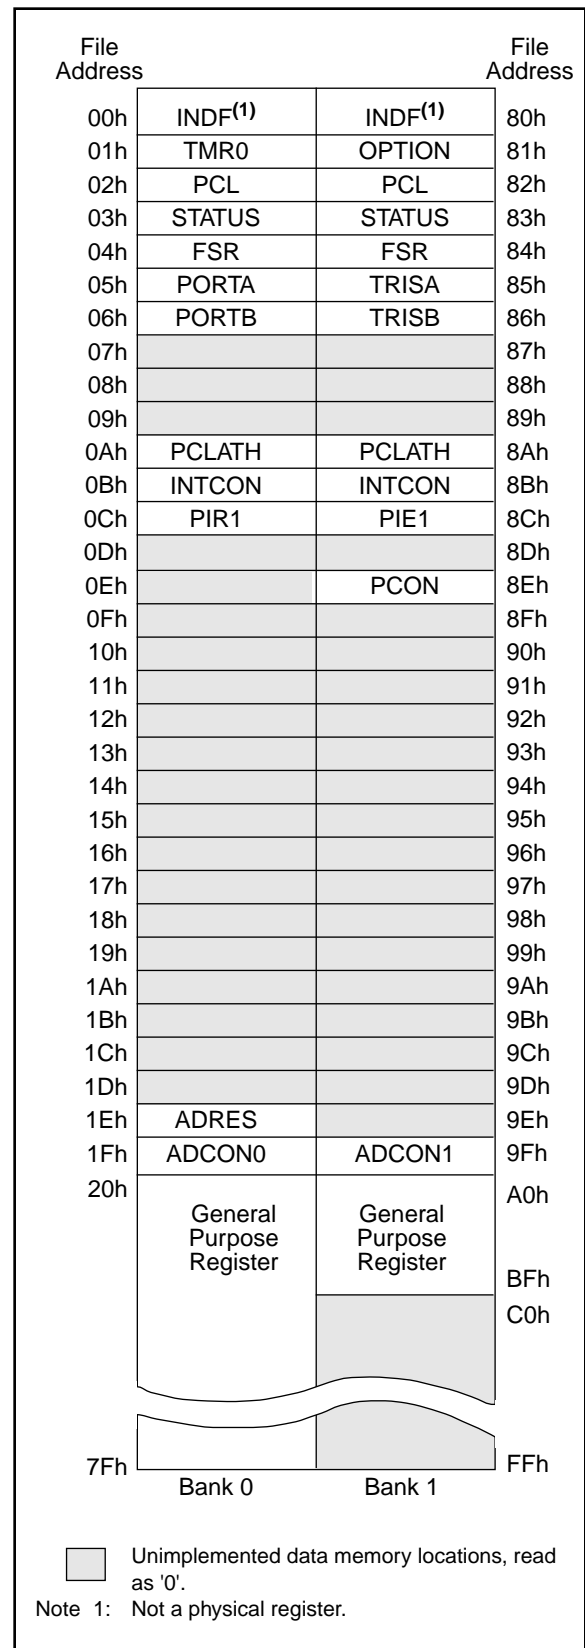 File Address File Address
00h INDF(1) INDF(1) 80h
01h TMR0 OPTION 81h
02h PCL PCL 82h
03h STATUS STATUS 83h
04h FSR FSR 84h
05h PORTA TRISA 85h
06h PORTB TRISB 86h
07h 87h
08h 88h
09h 89h
0Ah PCLATH PCLATH 8Ah
0Bh INTCON INTCON 8Bh
0Ch PIR1 PIE1 8Ch
0Dh 8Dh
0Eh PCON 8Eh
0Fh 8Fh
10h 90h
11h 91h
12h 92h
13h 93h
14h 94h
15h 95h
16h 96h
17h 97h
18h 98h
19h 99h
1Ah 9Ah
1Bh 9Bh
1Ch 9Ch
1Dh 9Dh
1Eh ADRES 9Eh
1Fh ADCON0 ADCON1 9Fh
20h A0h
General General
Purpose Purpose
Register Register
BFh
C0h
7Fh FFh
Bank 0 Bank 1
Unimplemented data memory locations, read
as '0'.
Note 1: Not a physical register.